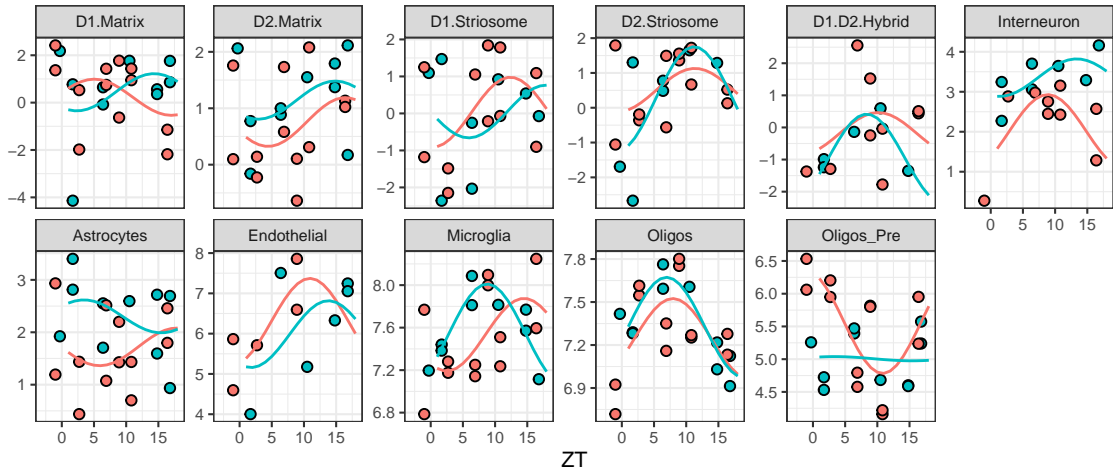 D1.Matrix D2.Matrix D1.Striosome D2.Striosome D1.D2.Hybrid Interneuron
2 0 −2 −4
2 1 0
2 1 0 −1 −2
2 1 0 −1 −2
2 1 0 −1 −2
4 3 2 1
0 5 10 15
Astrocytes Endothelial Microglia Oligos Oligos_Pre
3 2 1
8 7 6 5 4
8.0 7.6 7.2 6.8
7.8 7.5 7.2 6.9
6.5 6.0 5.5 5.0 4.5
0 5 10 15 0 5 10 15 0 5 10 15 0 5 10 15 0 5 10 15
ZT